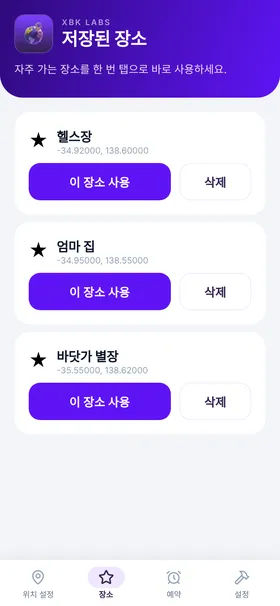 XBK LABS
저장된 장소
자주 가는 장소를 한 번 탭으로 바로 사용하세요.
헬스장
-34.92000, 138.60000
이 장소 사용 삭제
엄마 집
-34.95000, 138.55000
이 장소 사용 삭제
바닷가 별장
-35.55000, 138.62000
이 장소 사용 삭제
위치 설정 장소 예약 설정